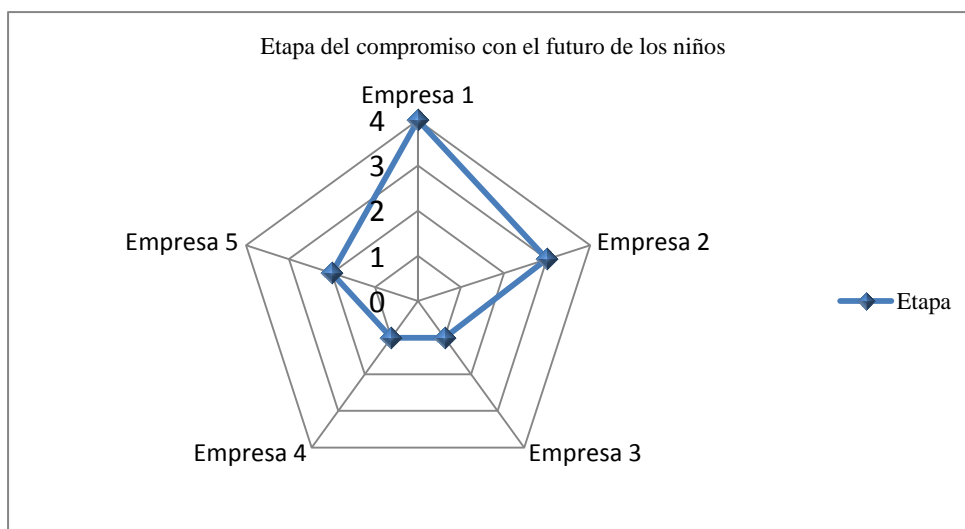 Etapa del compromiso con el futuro de los niños
Empresa 1
4
3
2
1
0
Empresa 5
Empresa 2
Etapa
Empresa 4
Empresa 3